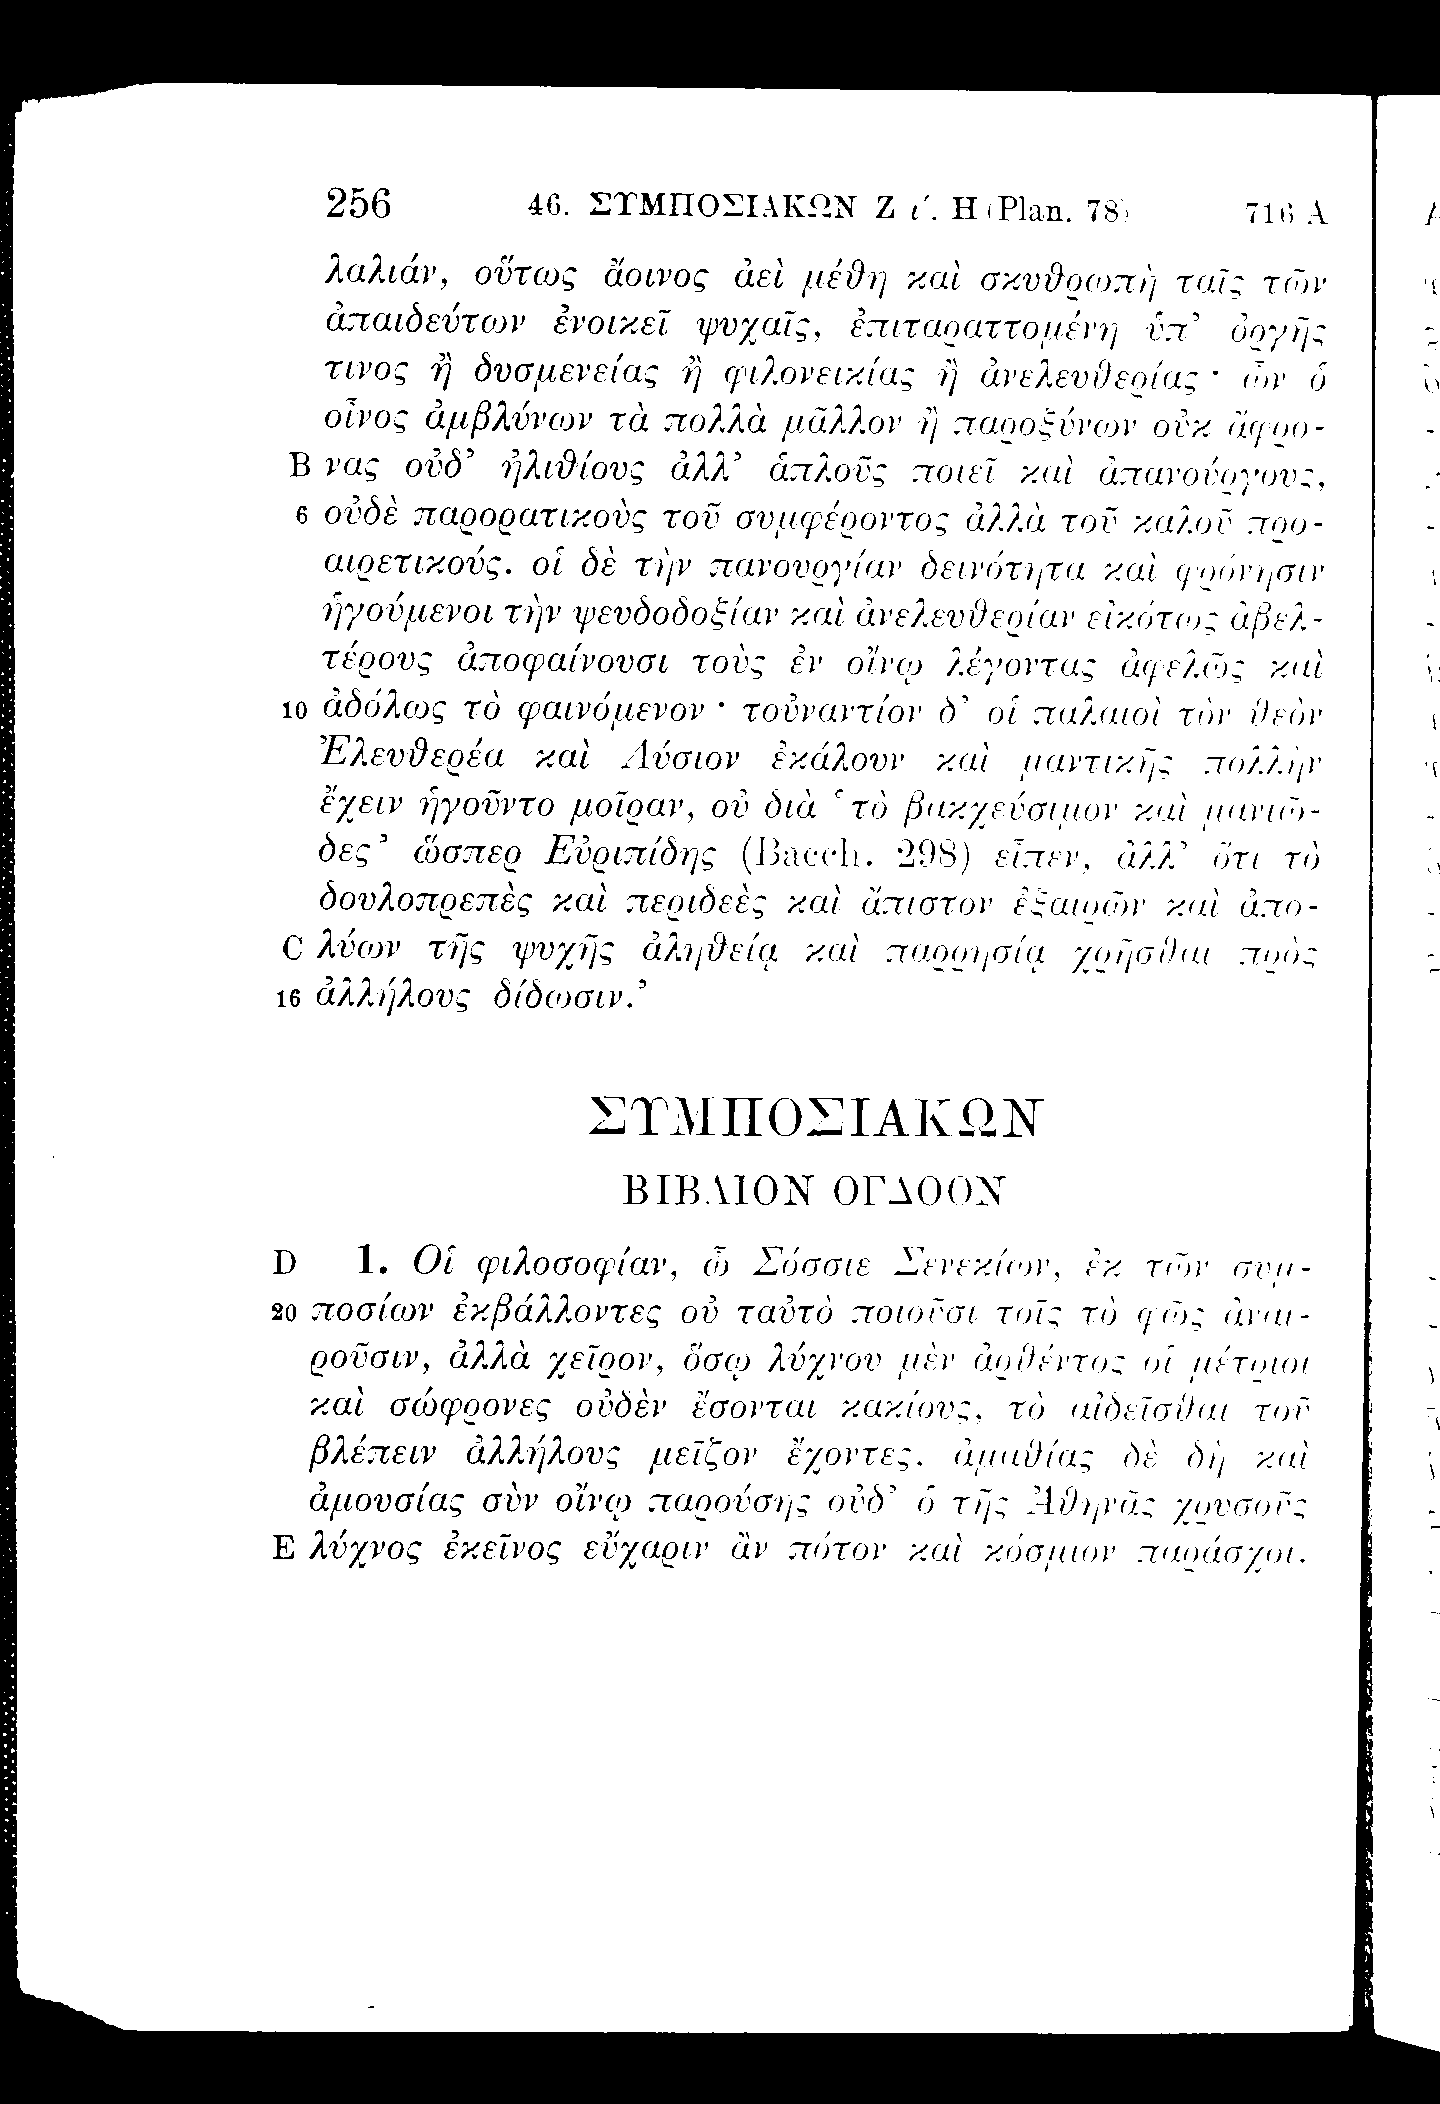 256 46. ΣΥΜΠΟΣΙΑΚΩΝ Ζ ι΄. Η (Plan. 78) 716 A
λαλιάν, οὕτως ἄοινος ἀεὶ μέθη καὶ σκυθρωπὴ ταῖς τῶν
ἀπαιδεύτων ἐνοικεῖ ψυχαῖς, ἐπιταραττομένη ὑπ’ ὀργῆς
τινος ἢ δυσμενείας ἢ φιλονεικίας ἢ ἀνελευθερίας· ὧν ὁ
οἶνος ἀμβλύνων τὰ πολλὰ μᾶλλον ἢ παροξύνων οὐκ ἄφρο-
B νας οὐδ’ ἠλιθίους ἀλλ’ ἁπλοῦς ποιεῖ καὶ ἀπανούργους,
6 οὐδὲ παρορατικοὺς τοῦ συμφέροντος ἀλλὰ τοῦ καλοῦ προ-
αιρετικούς. οἱ δὲ τὴν πανουργίαν δεινότητα καὶ φρόνησιν
ἡγούμενοι τὴν ψευδοδοξίαν καὶ ἀνελευθερίαν εἰκότως ἀβελ-
τέρους ἀποφαίνουσι τοὺς ἐν οἴνῳ λέγοντας ἀφελῶς καὶ
10 ἀδόλως τὸ φαινόμενον· τοὐναντίον δ’ οἱ παλαιοὶ τὸν θεὸν
Ἐλευθερέα καὶ Λύσιον ἐκάλουν καὶ μαντικῆς πολλὴν
ἔχειν ἡγοῦντο μοῖραν, οὐ διὰ ‘τὸ βακχεύσιμον καὶ μανιῶ-
δες’ ὥσπερ Εὐριπίδης (Bacch. 298) εἶπεν, ἀλλ’ ὅτι τὸ
δουλοπρεπὲς καὶ περιδεὲς καὶ ἄπιστον ἐξαιρῶν καὶ ἀπο-
C λύων τῆς ψυχῆς ἀληθείᾳ καὶ παρρησίᾳ χρῆσθαι πρὸς
16 ἀλλήλους δίδωσιν.’
ΣΥΜΠΟΣΙΑΚΩΝ
ΒΙΒΛΙΟΝ ΟΓΔΟΟΝ
D 1. Οἱ φιλοσοφίαν, ὦ Σόσσιε Σενεκίων, ἐκ τῶν συμ-
20 ποσίων ἐκβάλλοντες οὐ ταὐτὸ ποιοῦσι τοῖς τὸ φῶς ἀναι-
ροῦσιν, ἀλλὰ χεῖρον, ὅσῳ λύχνου μὲν ἀρθέντος οἱ μέτριοι
καὶ σώφρονες οὐδὲν ἔσονται κακίους, τὸ αἰδεῖσθαι τοῦ
βλέπειν ἀλλήλους μεῖζον ἔχοντες. ἀμαθίας δὲ δὴ καὶ
ἀμουσίας σὺν οἴνῳ παρούσης οὐδ’ ὁ τῆς Ἀθηνᾶς χρυσοῦς
E λύχνος ἐκεῖνος εὔχαριν ἂν πότον καὶ κόσμιον παράσχοι.